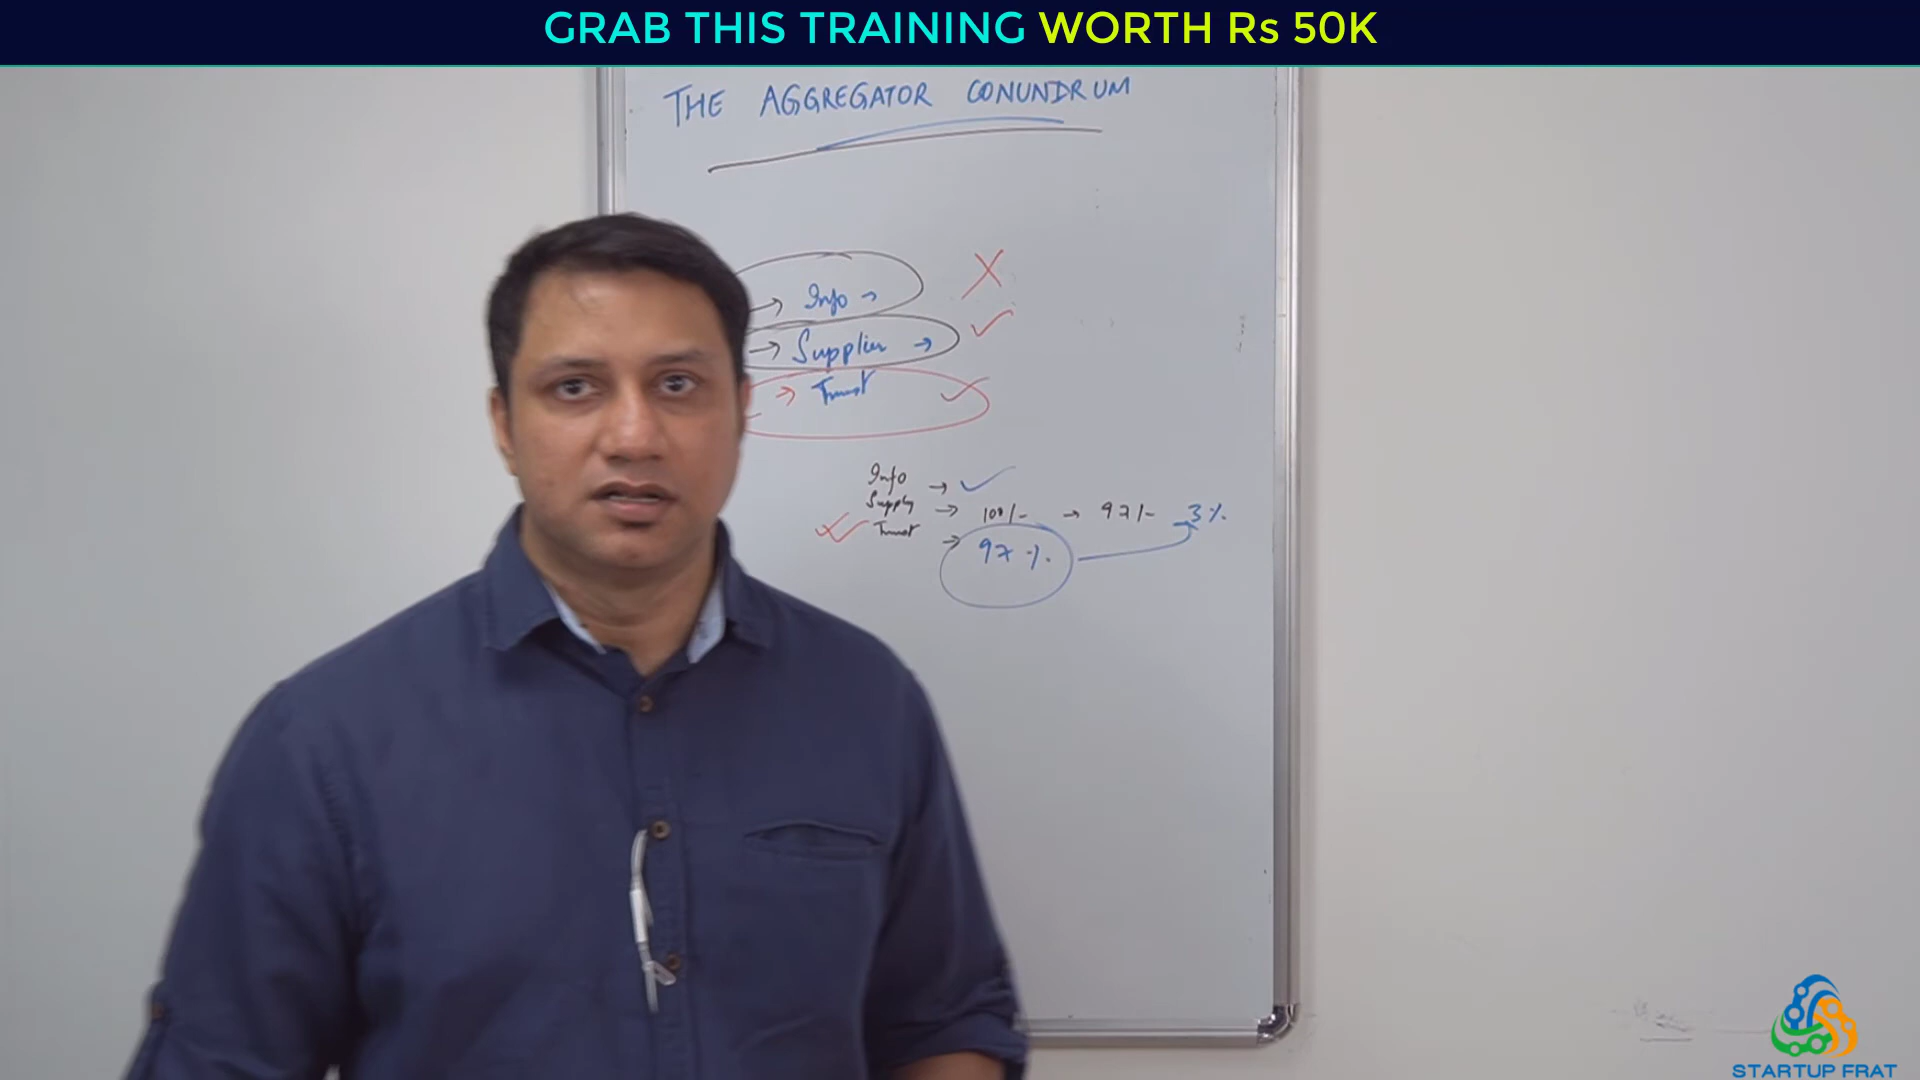 GRAB THIS TRAINING WORTH Rs 50K
THE AGGREGATOR CONUNDRUM
→ Info → X
→ Supplier → ✓
→ Trust ✓
Info → ✓
Supply → 100/- → 97/- 3%
Trust → 97%
STARTUP FRAT